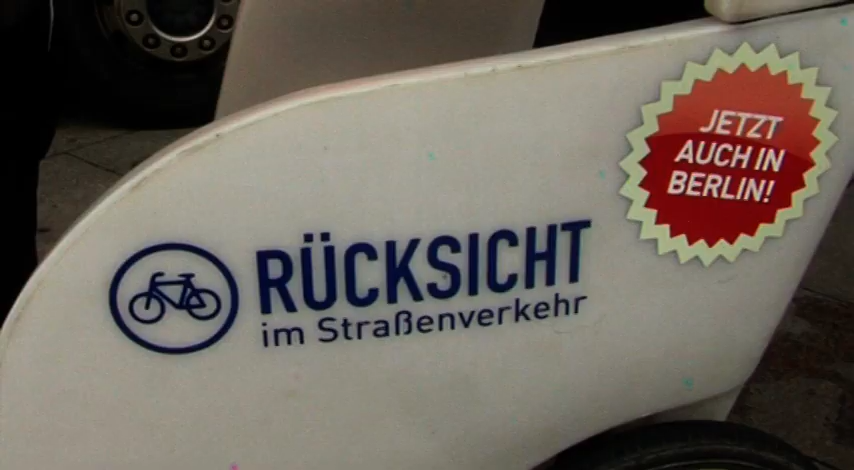 RÜCKSICHT
im Straßenverkehr
JETZT
AUCH IN
BERLIN!